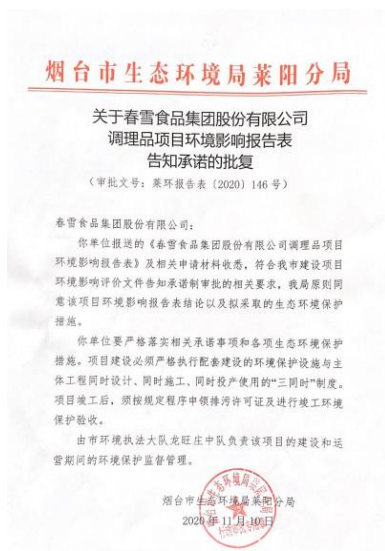 烟台市生态环境局莱阳分局
关于春雪食品集团股份有限公司
调理品项目环境影响报告表
告知承诺的批复
（审批文号：莱环报告表〔2020〕146号）
春雪食品集团股份有限公司：
你单位报送的《春雪食品集团股份有限公司调理品项目
环境影响报告表》及相关申请材料收悉，符合我市建设项目
环境影响评价文件告知承诺制审批的相关要求，我局原则同
意该项目环境影响报告表结论以及拟采取的生态环境保护
措施。
你单位要严格落实相关承诺事项和各项生态环境保护
措施。项目建设必须严格执行配套建设的环境保护设施与主
体工程同时设计、同时施工、同时投产使用的“三同时”制度。
项目竣工后，须按规定程序申领排污许可证及进行竣工环境
保护验收。
由市环境执法大队龙旺庄中队负责该项目的建设和运
营期间的环境保护监督管理。
烟台市生态环境局莱阳分局
2020年11月10日